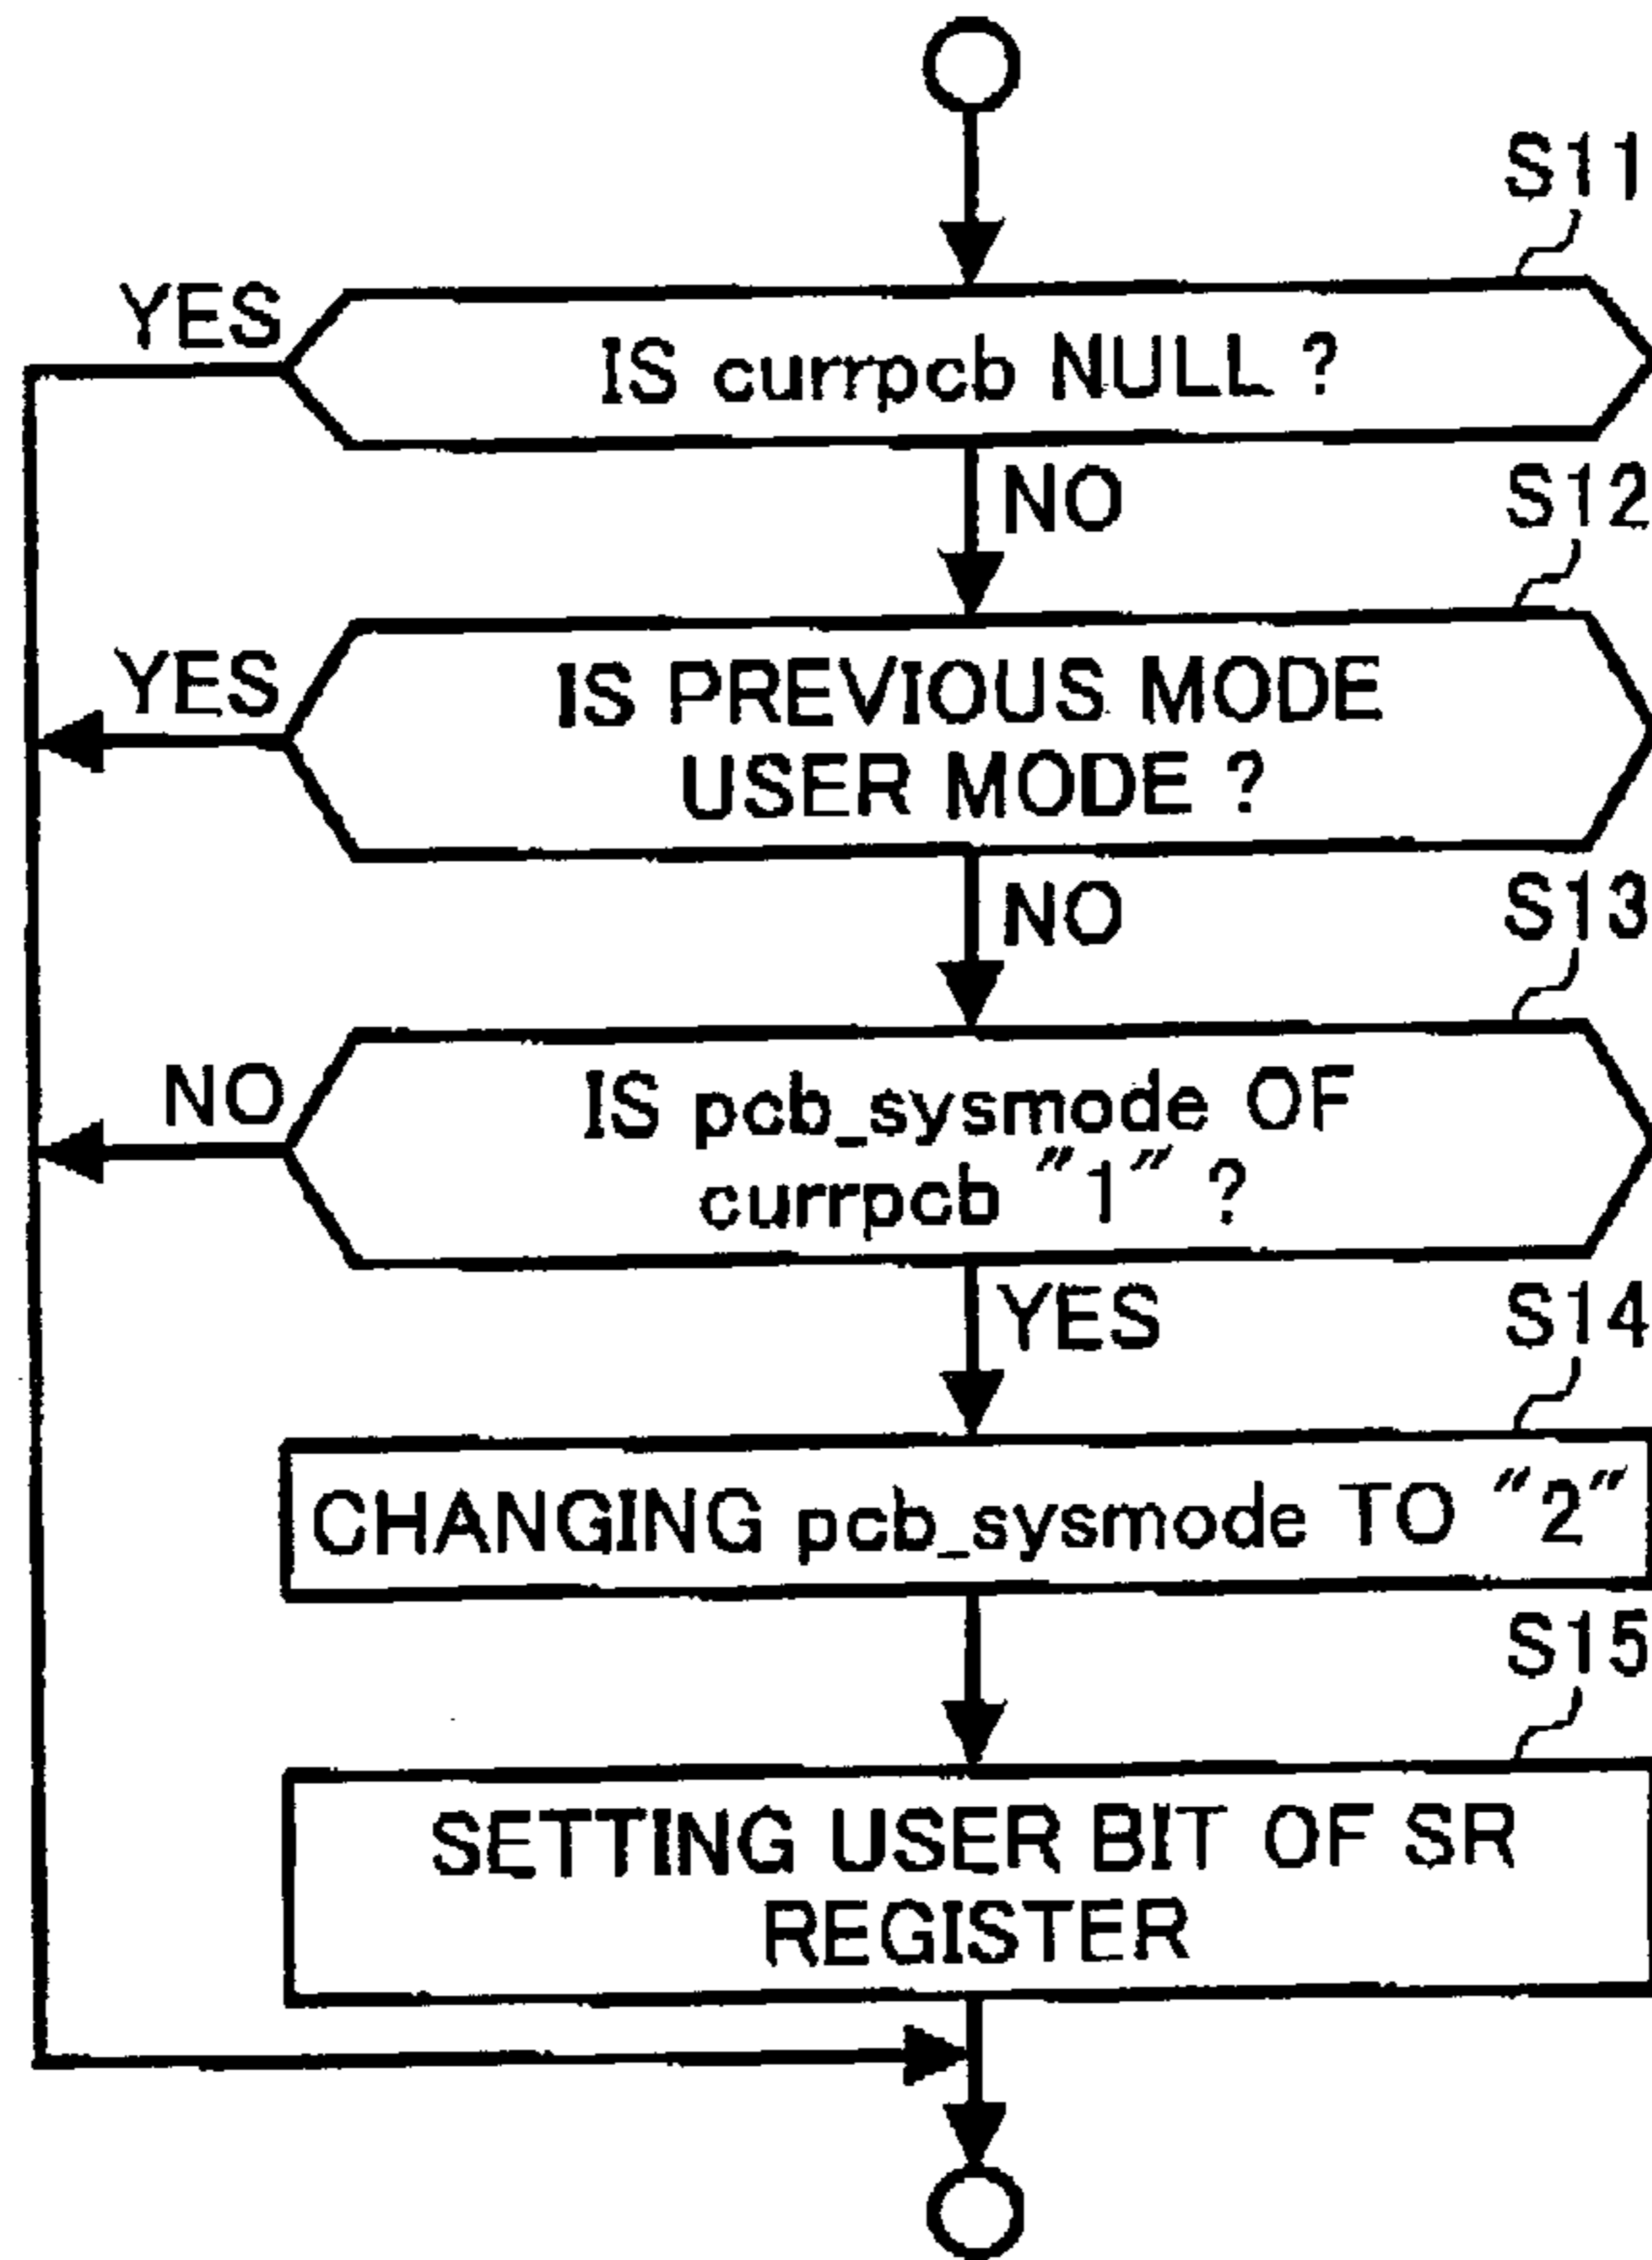 S11
YES
IS currpcb NULL ?
NO
S12
YES
IS PREVIOUS MODE
USER MODE ?
NO
S13
NO
IS pcb_sysmode OF
currpcb "1" ?
YES
S14
CHANGING pcb_sysmode TO "2"
S15
SETTING USER BIT OF SR
REGISTER